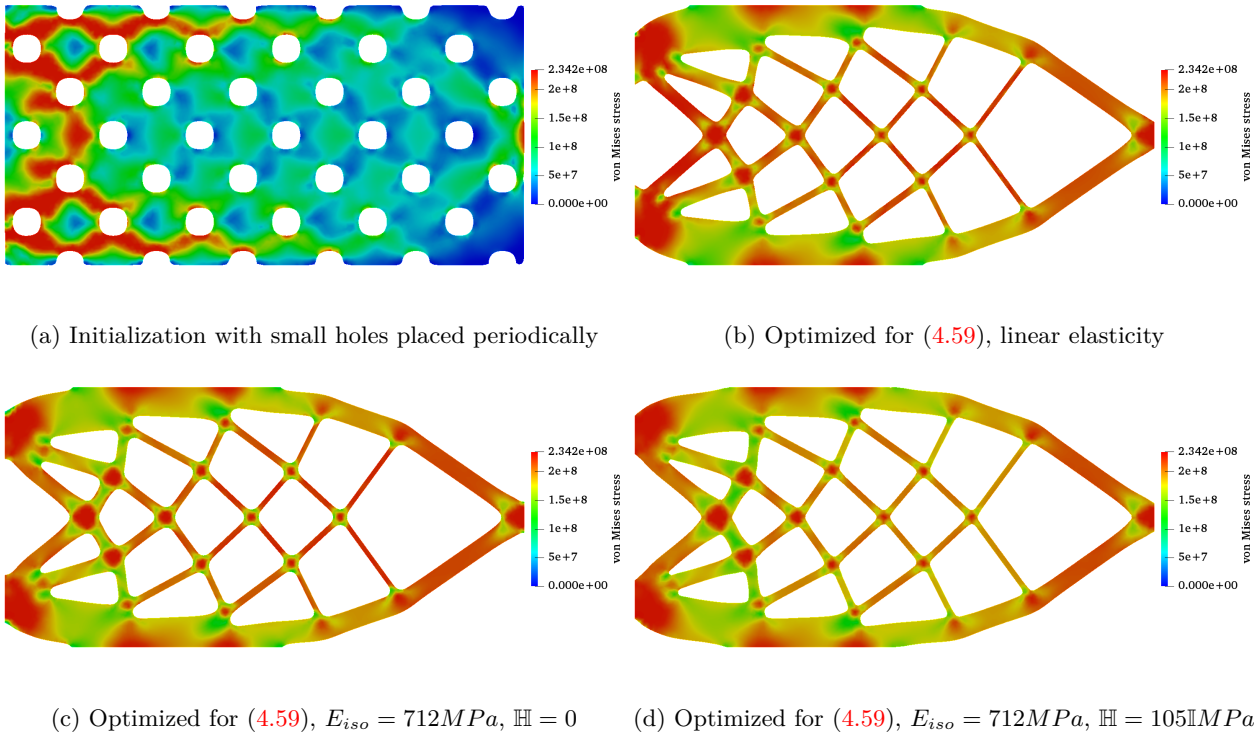 2.342e+08
2e+8
1.5e+8
1e+8
5e+7
0.000e+00
von Mises stress
2.342e+08
2e+8
1.5e+8
1e+8
5e+7
0.000e+00
von Mises stress
(a) Initialization with small holes placed periodically
(b) Optimized for (4.59), linear elasticity
2.342e+08
2e+8
1.5e+8
1e+8
5e+7
0.000e+00
von Mises stress
2.342e+08
2e+8
1.5e+8
1e+8
5e+7
0.000e+00
von Mises stress
(c) Optimized for (4.59), E_{iso} = 712MPa, ℍ = 0
(d) Optimized for (4.59), E_{iso} = 712MPa, ℍ = 105𝕀MPa